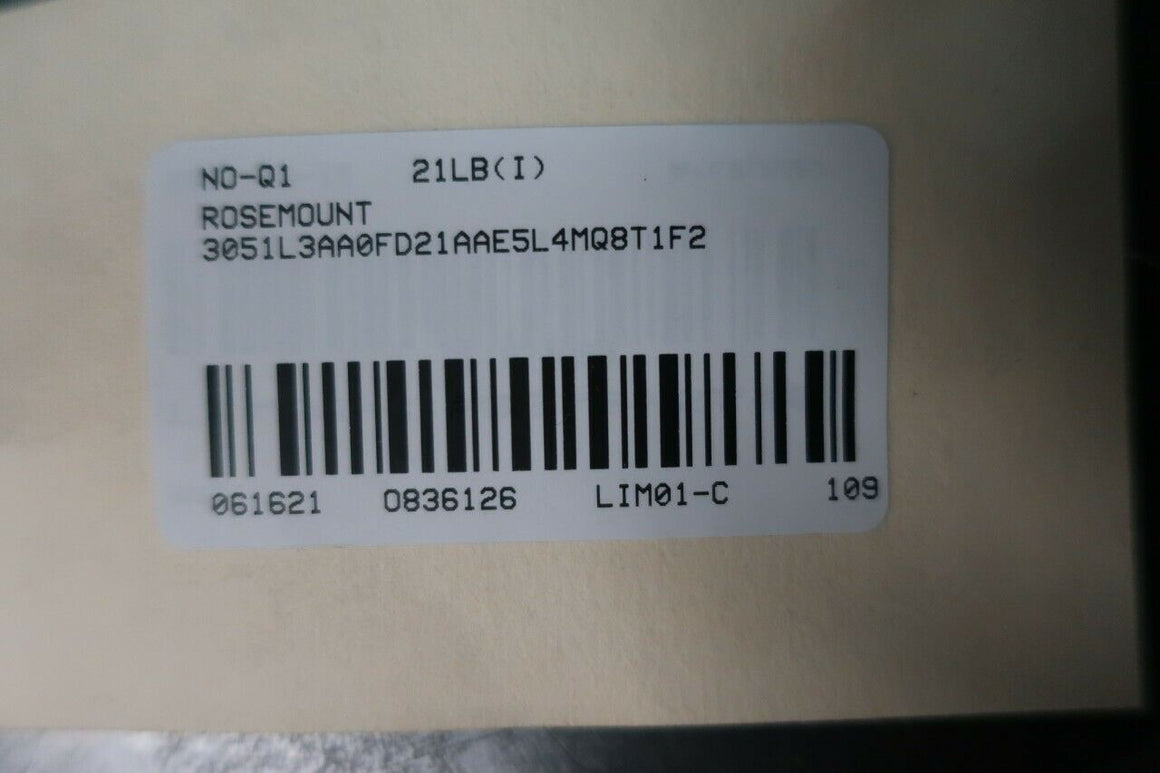 NO-Q1 21LB(I)
ROSEMOUNT
3051L3AA0FD21AAE5L4MQ8T1F2
061621 0836126 LIM01-C 109